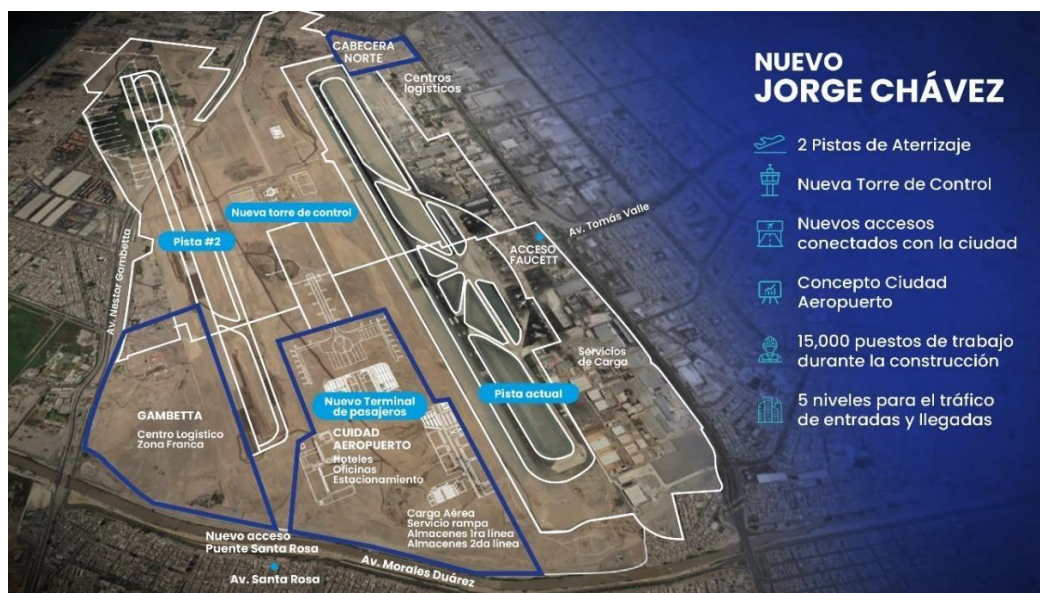 CABECERA
NORTE
Centros
logísticos
Nueva torre de control
Pista #2
Av. Nestor Gambetta
Av. Tomás Valle
ACCESO
FAUCETT
Servicios
de Carga
Pista actual
Nuevo Terminal
de pasajeros
GAMBETTA
Centro Logístico
Zona Franca
CUIDAD
AEROPUERTO
Hoteles
Oficinas
Estacionamiento
Carga Aérea
Servicio rampa
Almacenes 1ra línea
Almacenes 2da línea
Nuevo acceso
Puente Santa Rosa
Av. Santa Rosa
Av. Morales Duárez
NUEVO
JORGE CHÁVEZ
2 Pistas de Aterrizaje
Nueva Torre de Control
Nuevos accesos
conectados con la ciudad
Concepto Ciudad
Aeropuerto
15,000 puestos de trabajo
durante la construcción
5 niveles para el tráfico
de entradas y llegadas